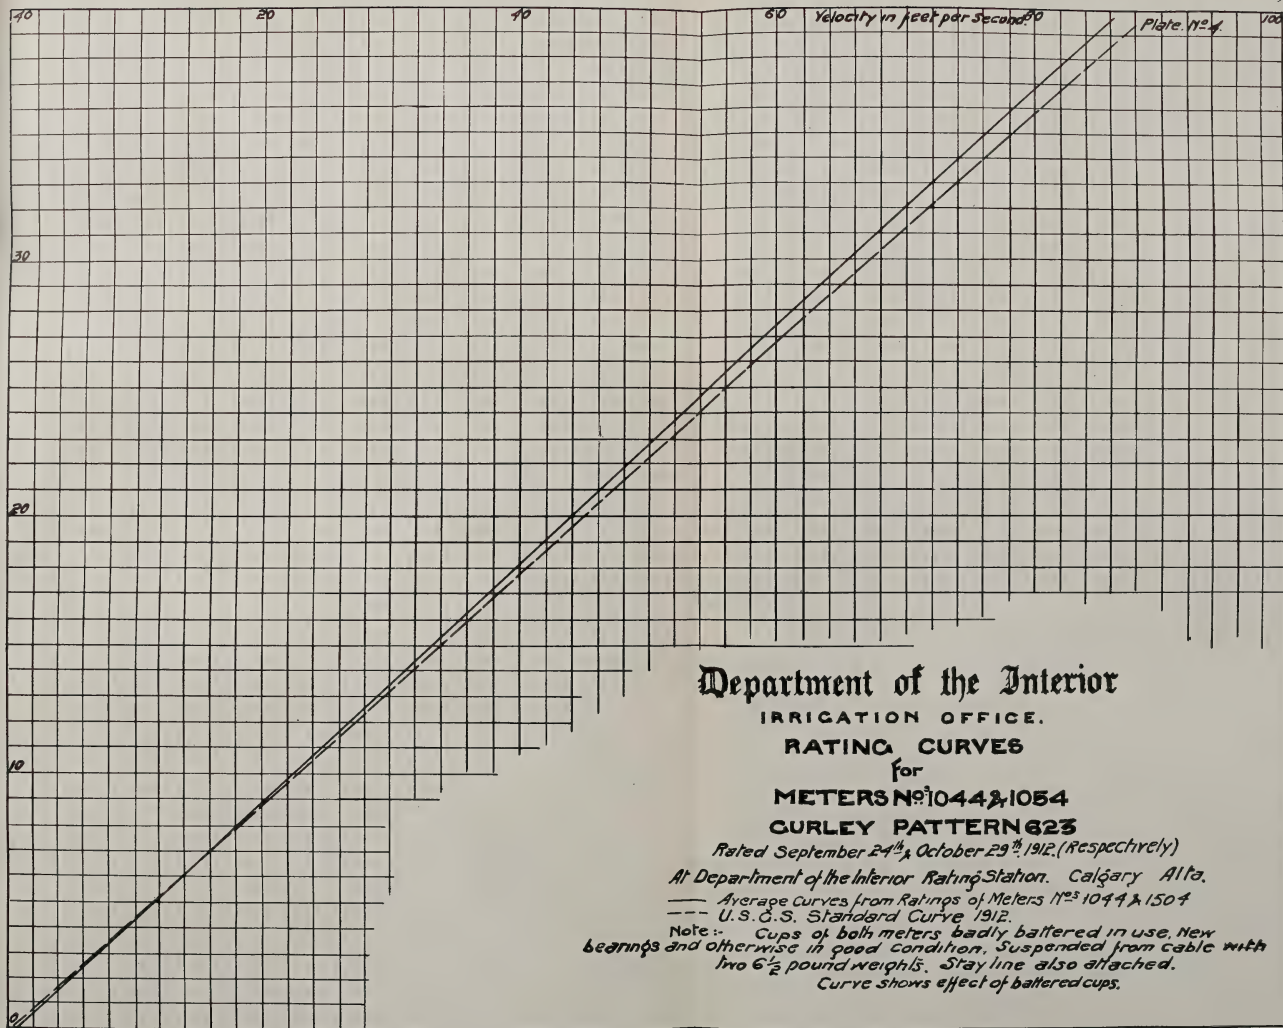 40 20 40 60 Velocity in feet per second. 80 100
Plate. No 4.
30
20
10
0
Department of the Interior
IRRIGATION OFFICE.
RATING CURVES
for
METERS Nos 1044 & 1054
GURLEY PATTERN 623
Rated September 24th & October 29th 1912. (Respectively)
At Department of the Interior Rating Station. Calgary Alta.
Average Curves from Ratings of Meters Nos 1044 & 1504
U.S.G.S. Standard Curve 1912.
Note:- Cups of both meters badly battered in use, New
bearings and otherwise in good condition, Suspended from cable with
two 6½ pound weights. Stay line also attached.
Curve shows effect of battered cups.